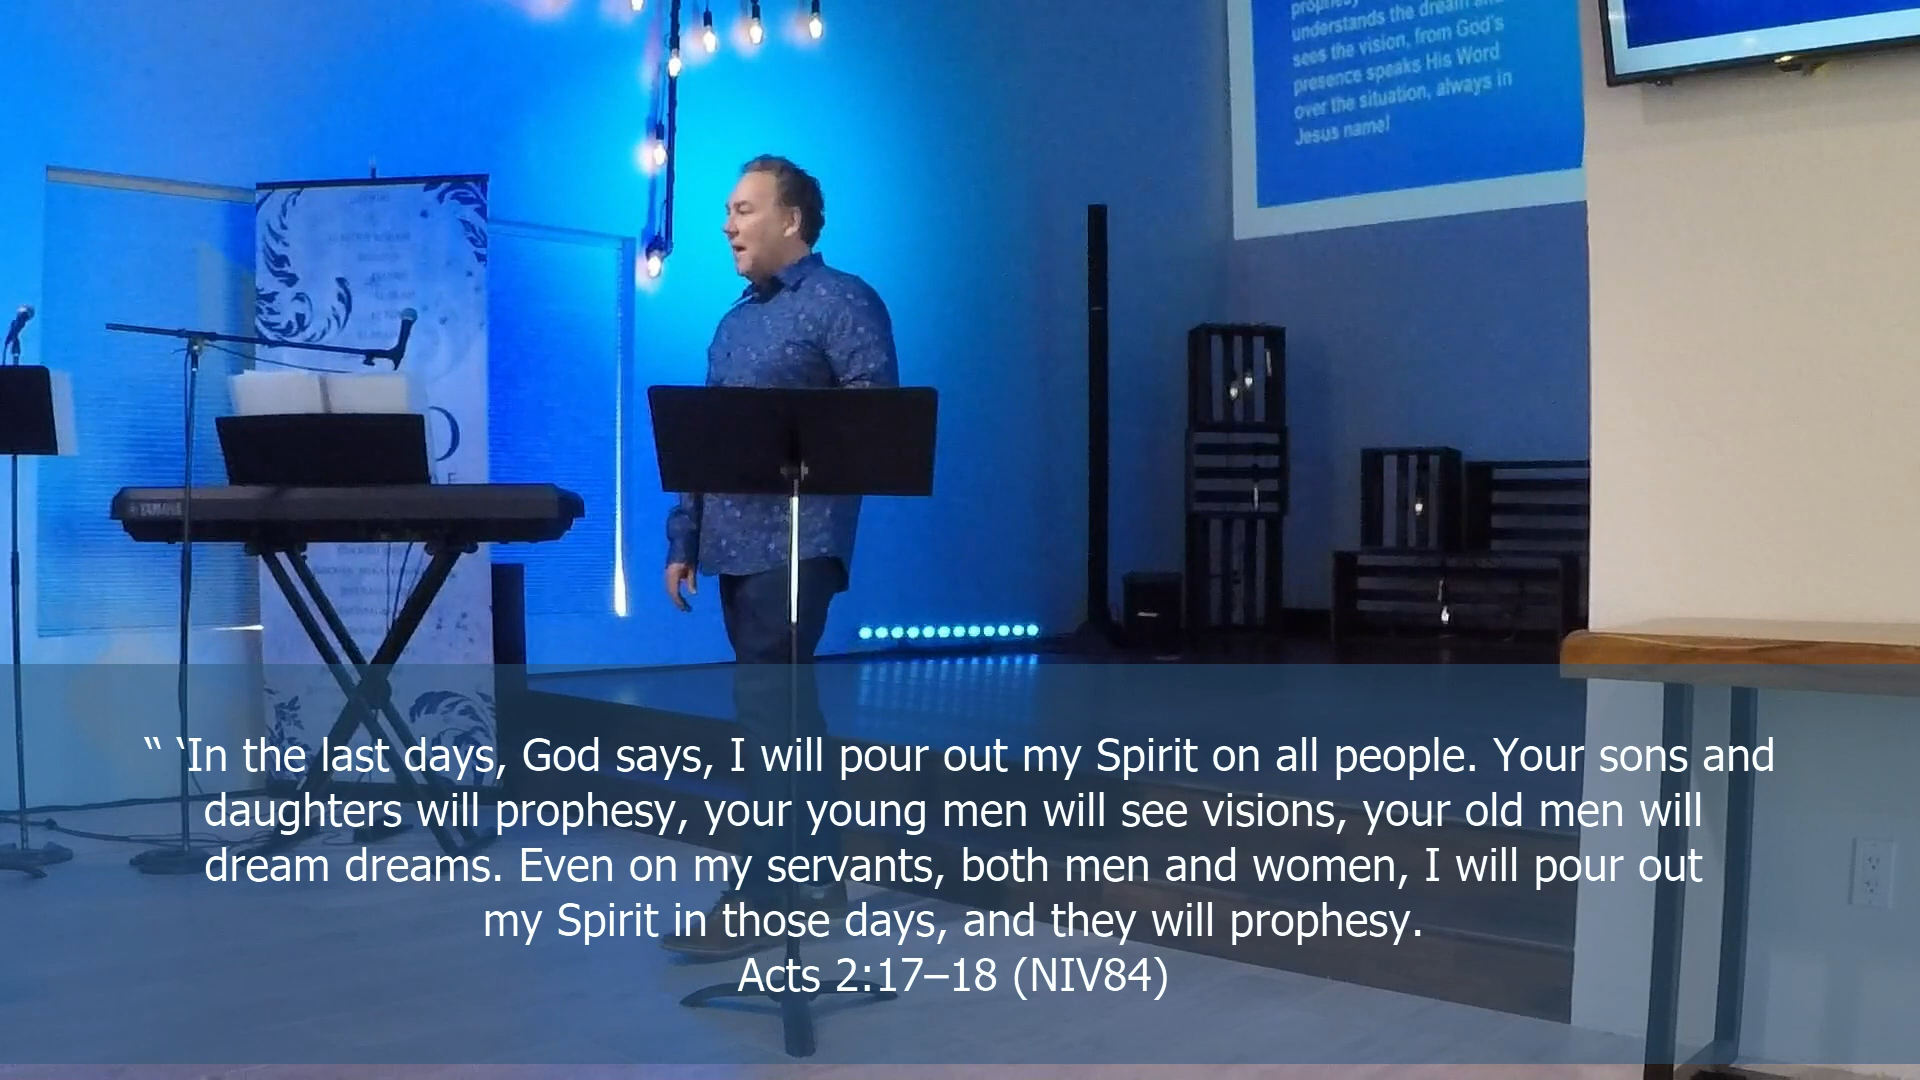 prophesy
understands the dream and
sees the vision, from God's
presence speaks His Word
over the situation, always in
Jesus name!
YAMAHA
“ ‘In the last days, God says, I will pour out my Spirit on all people. Your sons and
daughters will prophesy, your young men will see visions, your old men will
dream dreams. Even on my servants, both men and women, I will pour out
my Spirit in those days, and they will prophesy.
Acts 2:17–18 (NIV84)